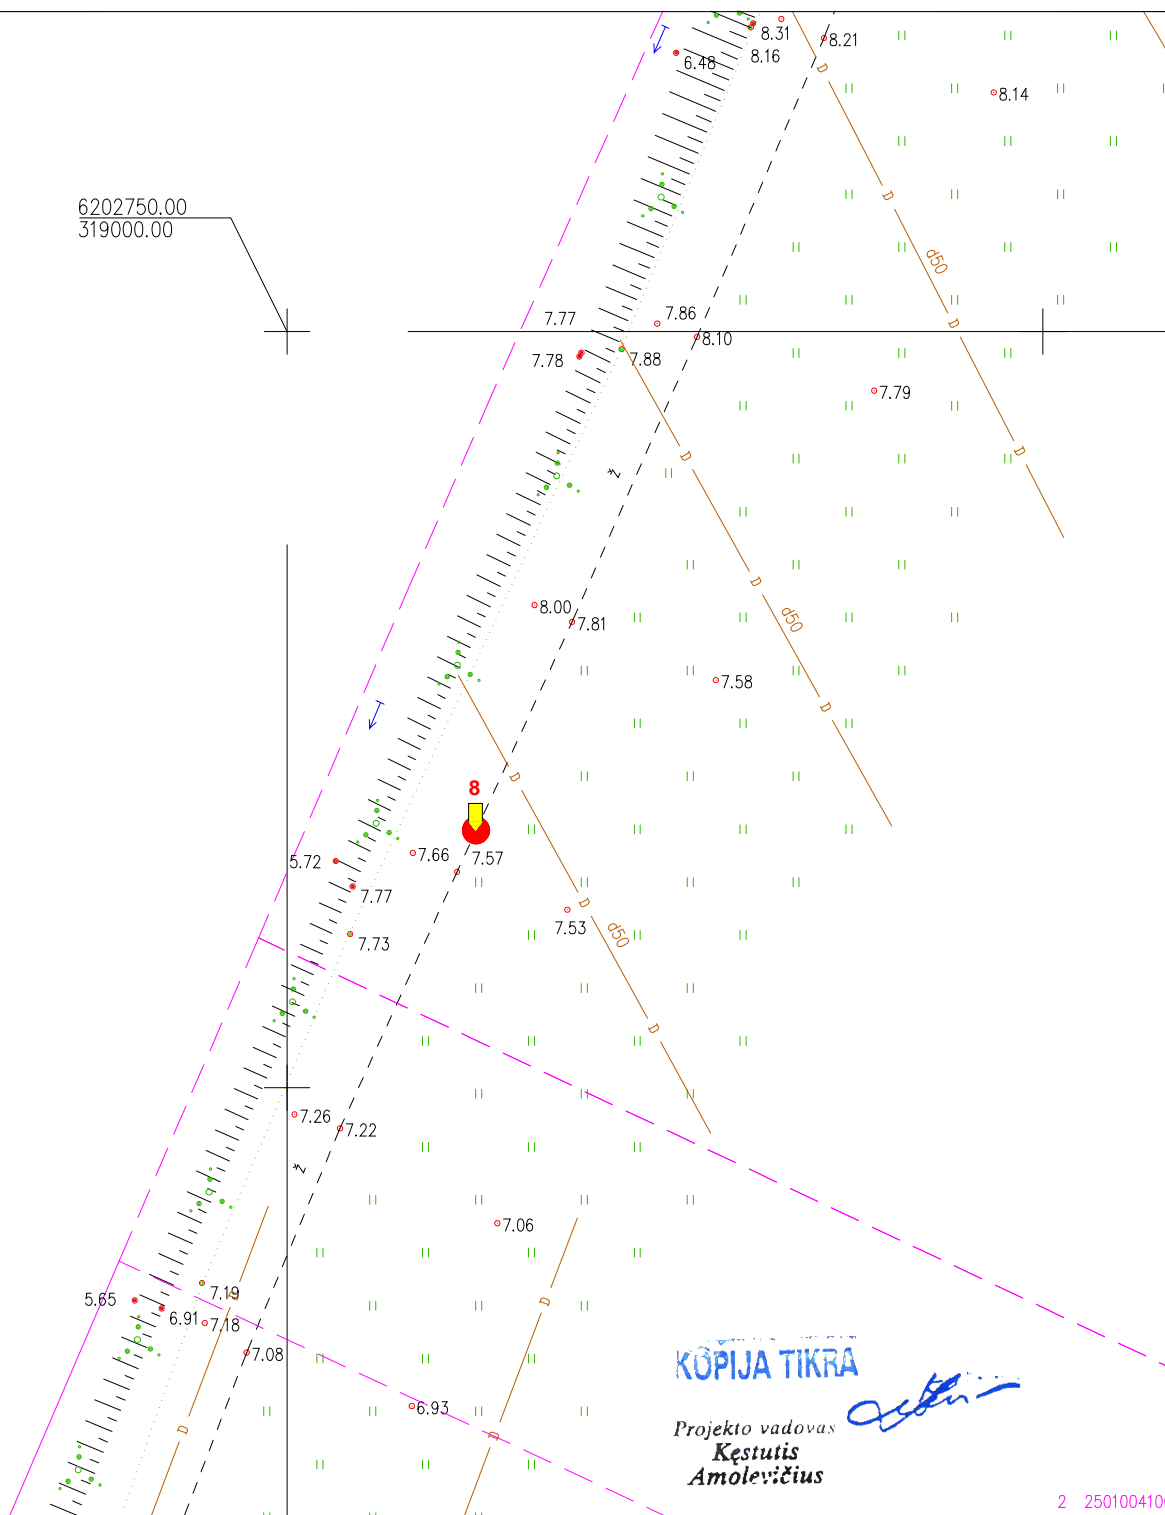 8.31
8.21
8.16
6.48
D
8.14
D
6202750.00
319000.00
d50
7.86
7.77
D
8.10
7.78
7.88
7.79
D
D
ž
D
8.00
d50
7.81
7.58
D
D
8
7.66
7.57
5.72
7.77
D
7.53
d50
7.73
D
7.26
7.22
ž
7.06
7.19
D
D
5.65
6.91
7.18
7.08
KOPIJA TIKRA
6.93
D
D
Projekto vadovas
Kęstutis
Amolevičius
2 250100410